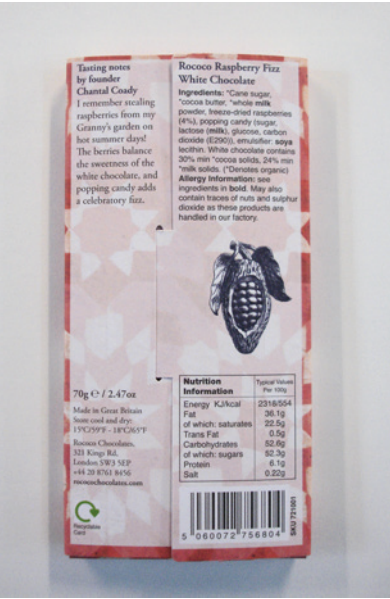 Tasting notes
by founder
Chantal Coady
I remember stealing
raspberries from my
Granny's garden on
hot summer days!
The berries balance
the sweetness of the
white chocolate, and
popping candy adds
a celebratory fizz.
70g e / 2.47oz
Made in Great Britain
Store cool and dry:
15°C/59°F - 18°C/65°F
Rococo Chocolates,
321 Kings Rd,
London SW3 5EP
+44 20 8761 8456
rococochocolates.com
Recyclable
Card
Rococo Raspberry Fizz
White Chocolate
Ingredients: *Cane sugar,
*cocoa butter, *whole milk
powder, freeze-dried raspberries
(4%), popping candy (sugar,
lactose (milk), glucose, carbon
dioxide (E290)), emulsifier: soya
lecithin. White chocolate contains
30% min *cocoa solids, 24% min
*milk solids. (*Denotes organic)
Allergy Information: see
ingredients in bold. May also
contain traces of nuts and sulphur
dioxide as these products are
handled in our factory.
Nutrition Information Typical Values Per 100g
Energy KJ/kcal 2318/554
Fat 36.1g
of which: saturates 22.5g
Trans Fat 0.5g
Carbohydrates 52.6g
of which: sugars 52.3g
Protein 6.1g
Salt 0.22g
5 060072 756804
SKU 721001